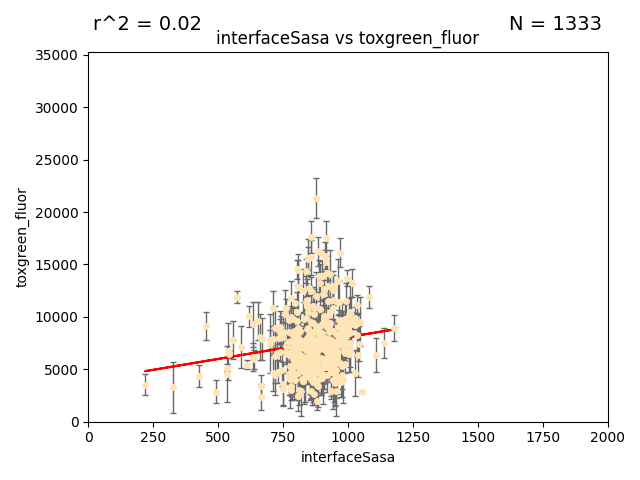 r^2 = 0.02
N = 1333
interfaceSasa vs toxgreen_fluor
35000
30000
25000
20000
15000
10000
5000
0
toxgreen_fluor
0 250 500 750 1000 1250 1500 1750 2000
interfaceSasa